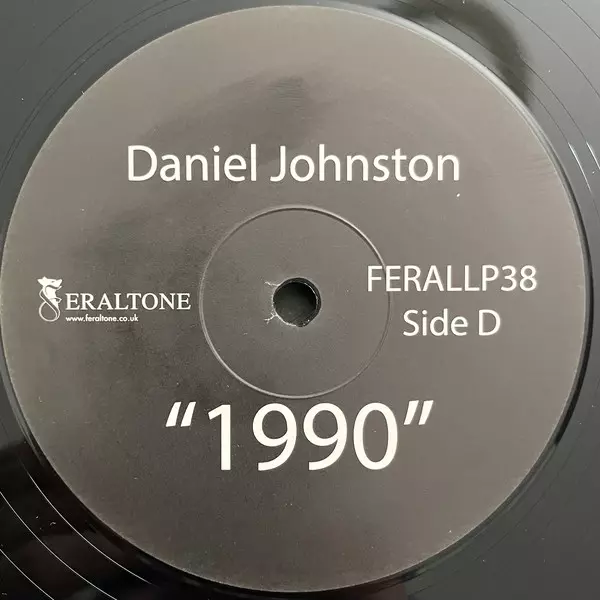 Daniel Johnston
FERALTONE
www.feraltone.co.uk
FERALLP38
Side D
“1990”